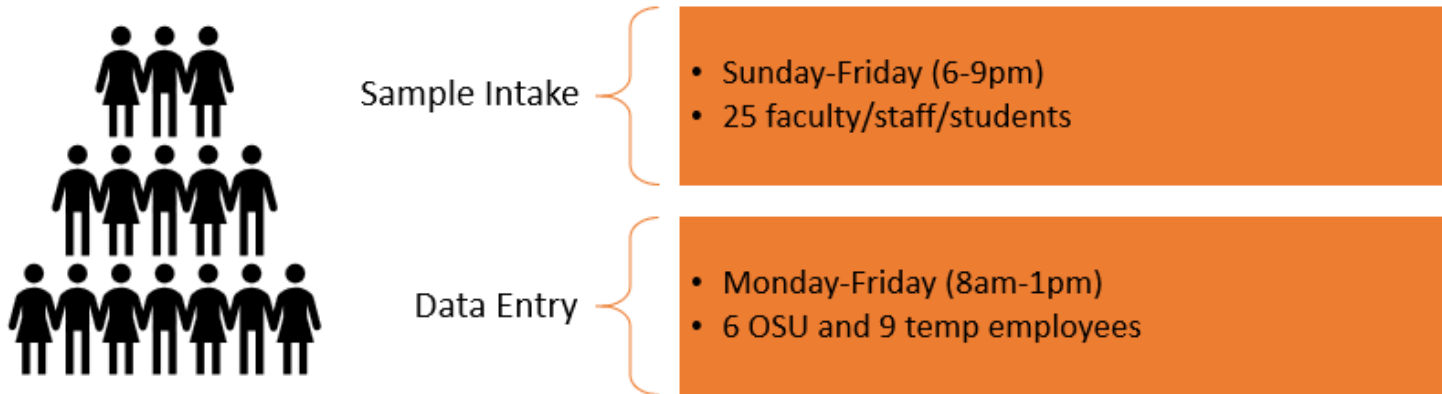 Sample Intake
• Sunday-Friday (6-9pm)
• 25 faculty/staff/students
Data Entry
• Monday-Friday (8am-1pm)
• 6 OSU and 9 temp employees